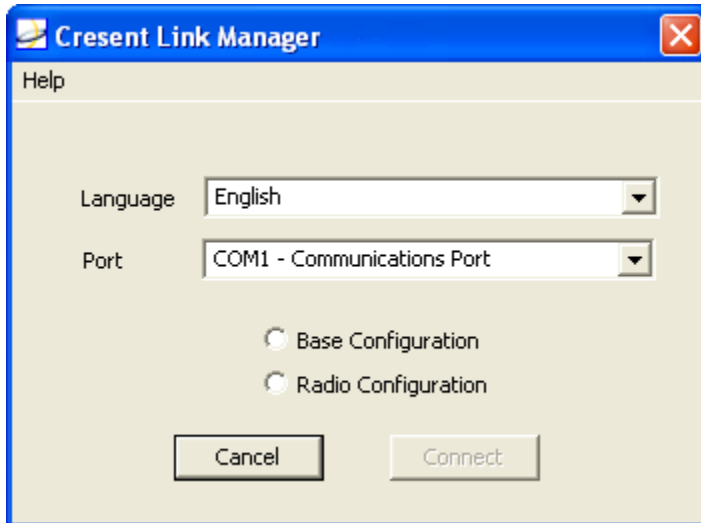 Cresent Link Manager
Help
Language English
Port COM1 - Communications Port
Base Configuration
Radio Configuration
Cancel Connect